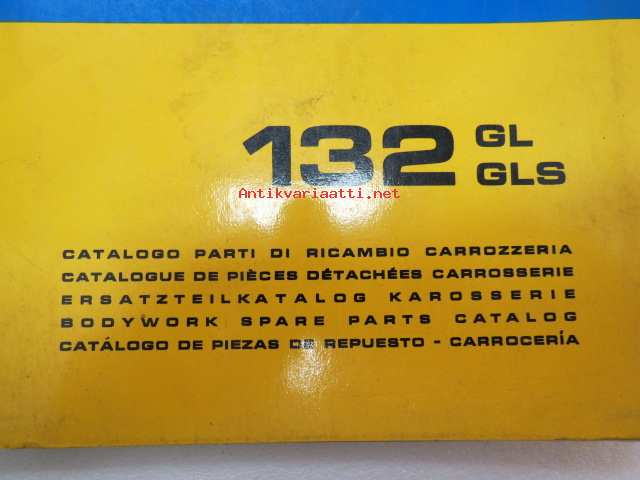 132 GL
GLS
Antikvariaatti.net
CATALOGO PARTI DI RICAMBIO CARROZZERIA
CATALOGUE DE PIÈCES DÉTACHÉES CARROSSERIE
ERSATZTEILKATALOG KAROSSERIE
BODYWORK SPARE PARTS CATALOG
CATÁLOGO DE PIEZAS DE REPUESTO - CARROCERÍA